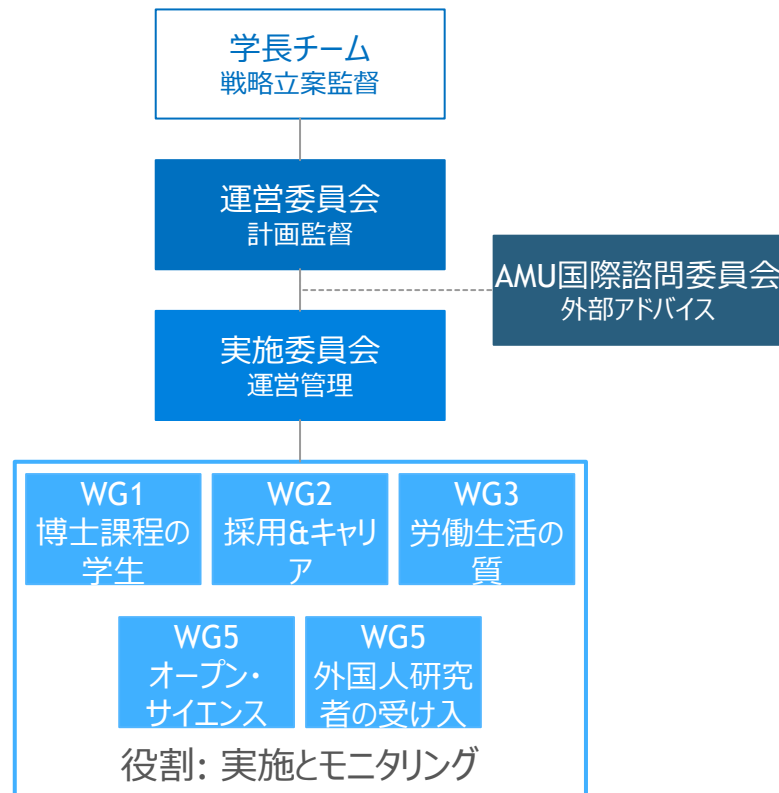 学長チーム
戦略立案監督
運営委員会
計画監督
AMU国際諮問委員会
外部アドバイス
実施委員会
運営管理
WG1
博士課程の
学生
WG2
採用&キャリ
ア
WG3
労働生活の
質
WG5
オープン・
サイエンス
WG5
外国人研究
者の受け入
役割: 実施とモニタリング